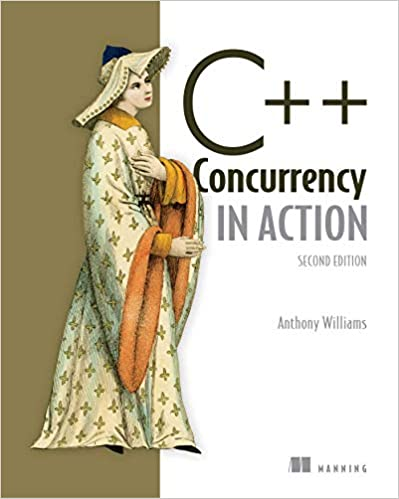 C++
Concurrency
IN ACTION
SECOND EDITION
Anthony Williams
MANNING